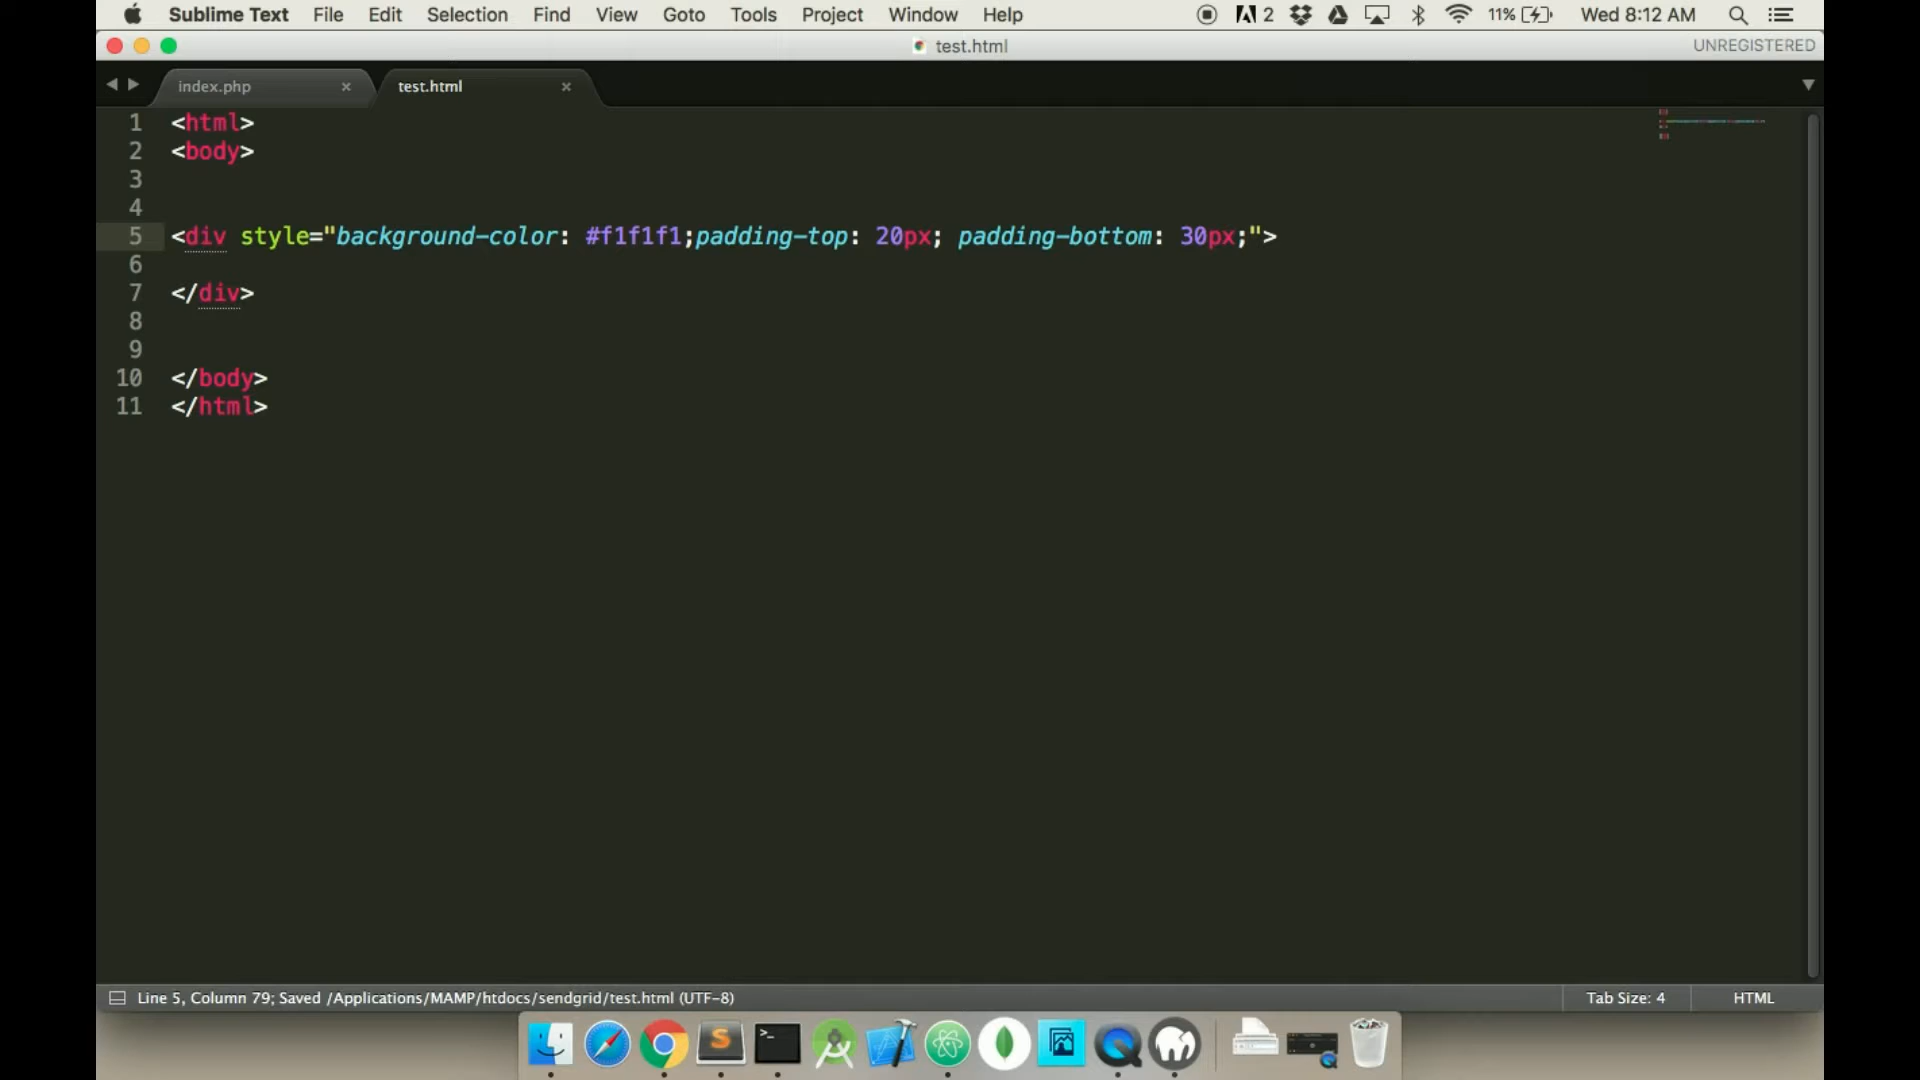 Sublime Text File Edit Selection Find View Goto Tools Project Window Help 2 11% Wed 8:12 AM
test.html UNREGISTERED
index.php × test.html ×
1 <html>
2 <body>
3
4
5 <div style="background-color: #f1f1f1;padding-top: 20px; padding-bottom: 30px;">
6
7 </div>
8
9
10 </body>
11 </html>
Line 5, Column 79; Saved /Applications/MAMP/htdocs/sendgrid/test.html (UTF-8) Tab Size: 4 HTML